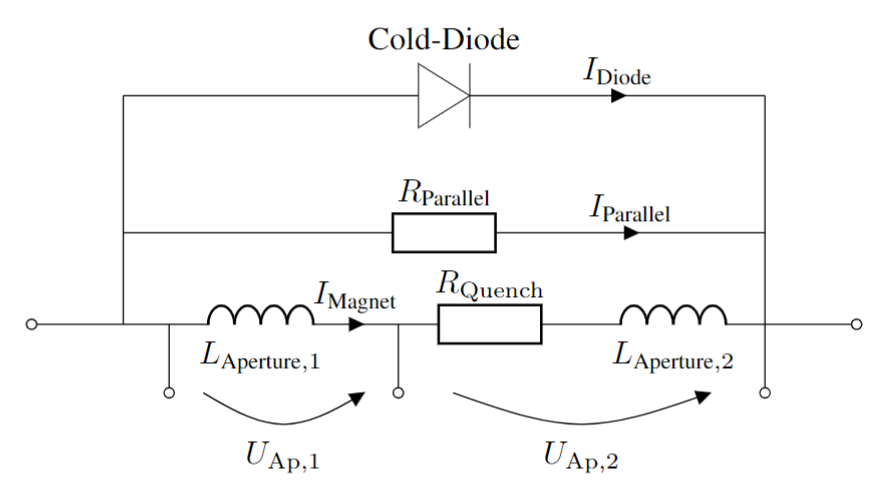 Cold-Diode
I_Diode
R_Parallel
I_Parallel
I_Magnet
R_Quench
L_Aperture,1
L_Aperture,2
U_Ap,1
U_Ap,2